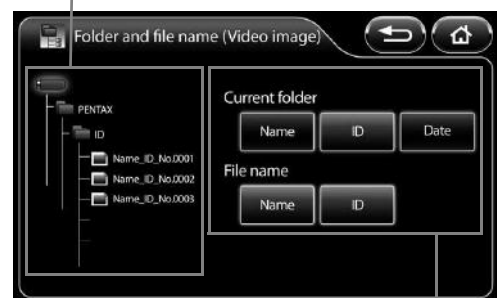 Folder and file name (Video image)
PENTAX
ID
Name_ID_No.0001
Name_ID_No.0002
Name_ID_No.0003
Current folder
Name ID Date
File name
Name ID